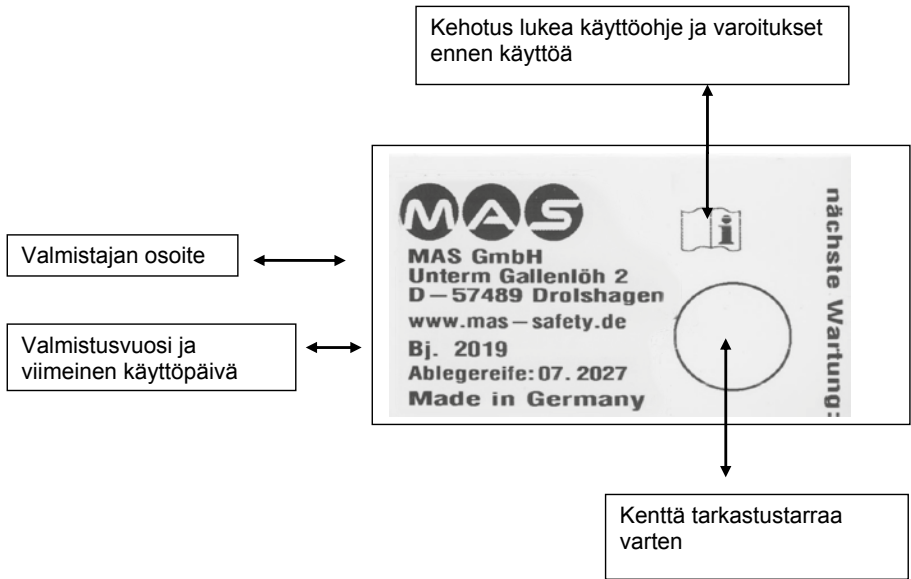 Kehotus lukea käyttöohje ja varoitukset
ennen käyttöä
MAS
MAS GmbH
Unterm Gallenlöh 2
D – 57489 Drolshagen
www.mas – safety.de
Bj. 2019
Ablegereife: 07. 2027
Made in Germany
i
nächste Wartung:
Valmistajan osoite
Valmistusvuosi ja
viimeinen käyttöpäivä
Kenttä tarkastustarraa
varten